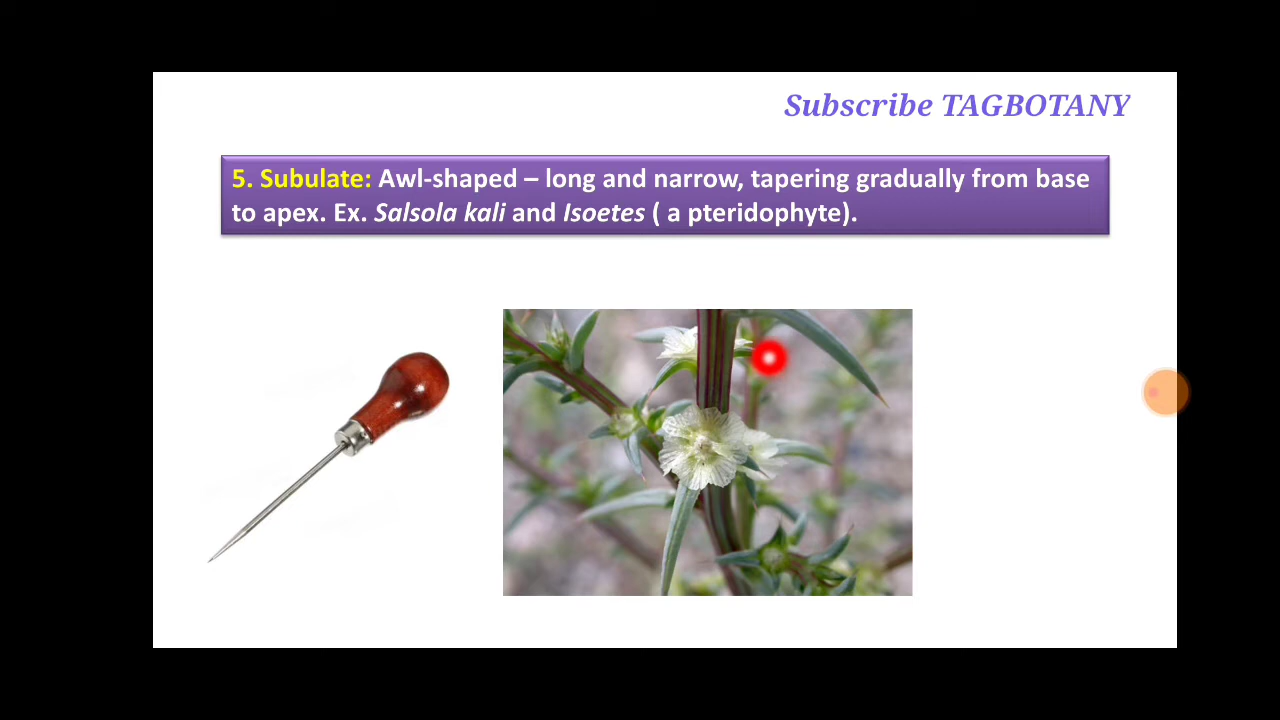 Subscribe TAGBOTANY
5. Subulate: Awl-shaped – long and narrow, tapering gradually from base
to apex. Ex. Salsola kali and Isoetes ( a pteridophyte).